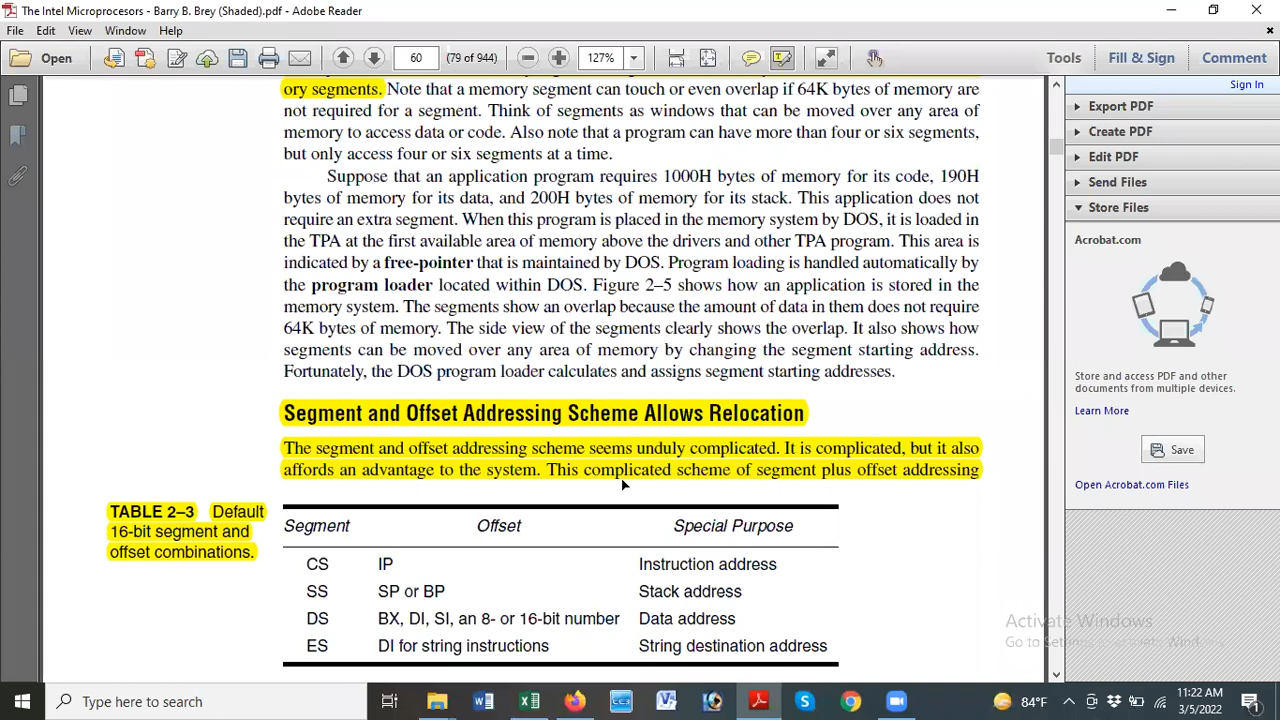 The Intel Microprocesors - Barry B. Brey (Shaded).pdf - Adobe Reader
File Edit View Window Help
Open 60 (79 of 944) 127% Tools Fill & Sign Comment
Sign In
Export PDF
Create PDF
Edit PDF
Send Files
Store Files
Acrobat.com
Store and access PDF and other
documents from multiple devices.
Learn More
Save
Open Acrobat.com Files
ory segments. Note that a memory segment can touch or even overlap if 64K bytes of memory are
not required for a segment. Think of segments as windows that can be moved over any area of
memory to access data or code. Also note that a program can have more than four or six segments,
but only access four or six segments at a time.
Suppose that an application program requires 1000H bytes of memory for its code, 190H
bytes of memory for its data, and 200H bytes of memory for its stack. This application does not
require an extra segment. When this program is placed in the memory system by DOS, it is loaded in
the TPA at the first available area of memory above the drivers and other TPA program. This area is
indicated by a free-pointer that is maintained by DOS. Program loading is handled automatically by
the program loader located within DOS. Figure 2–5 shows how an application is stored in the
memory system. The segments show an overlap because the amount of data in them does not require
64K bytes of memory. The side view of the segments clearly shows the overlap. It also shows how
segments can be moved over any area of memory by changing the segment starting address.
Fortunately, the DOS program loader calculates and assigns segment starting addresses.
Segment and Offset Addressing Scheme Allows Relocation
The segment and offset addressing scheme seems unduly complicated. It is complicated, but it also
affords an advantage to the system. This complicated scheme of segment plus offset addressing
TABLE 2–3 Default
16-bit segment and
offset combinations.
Segment Offset Special Purpose
CS IP Instruction address
SS SP or BP Stack address
DS BX, DI, SI, an 8- or 16-bit number Data address
ES DI for string instructions String destination address
Activate Windows
Go to Settings to activate Windows.
Type here to search
84°F
11:22 AM
3/5/2022